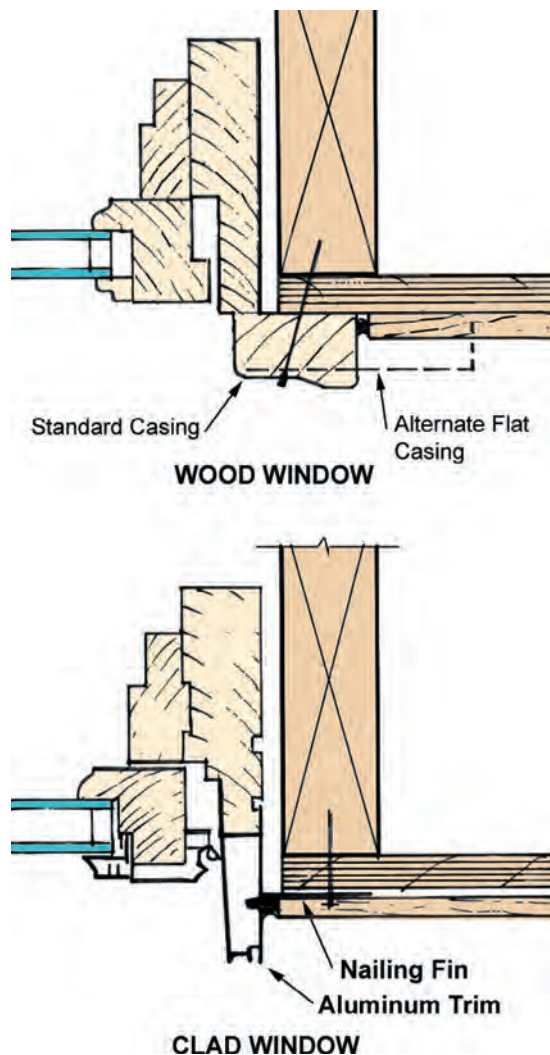 Standard Casing
Alternate Flat
Casing
WOOD WINDOW
Nailing Fin
Aluminum Trim
CLAD WINDOW